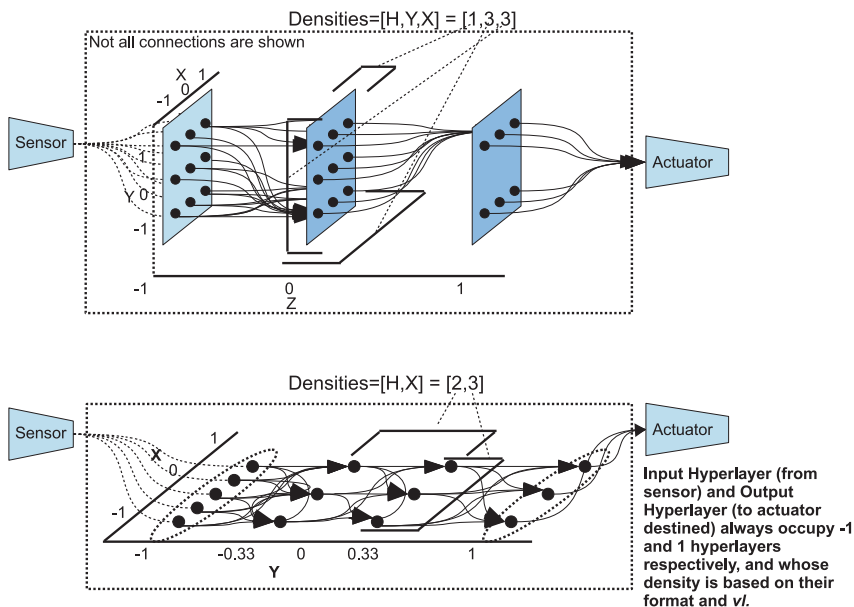 Densities=[H,Y,X] = [1,3,3]
Not all connections are shown
X
1
0
-1
Sensor
1
Y
0
-1
Actuator
-1
0
1
Z
Densities=[H,X] = [2,3]
Sensor
X
1
0
-1
Actuator
-1
-0.33
0
0.33
1
Y
Input Hyperlayer (from
sensor) and Output
Hyperlayer (to actuator
destined) always occupy -1
and 1 hyperlayers
respectively, and whose
density is based on their
format and vl.